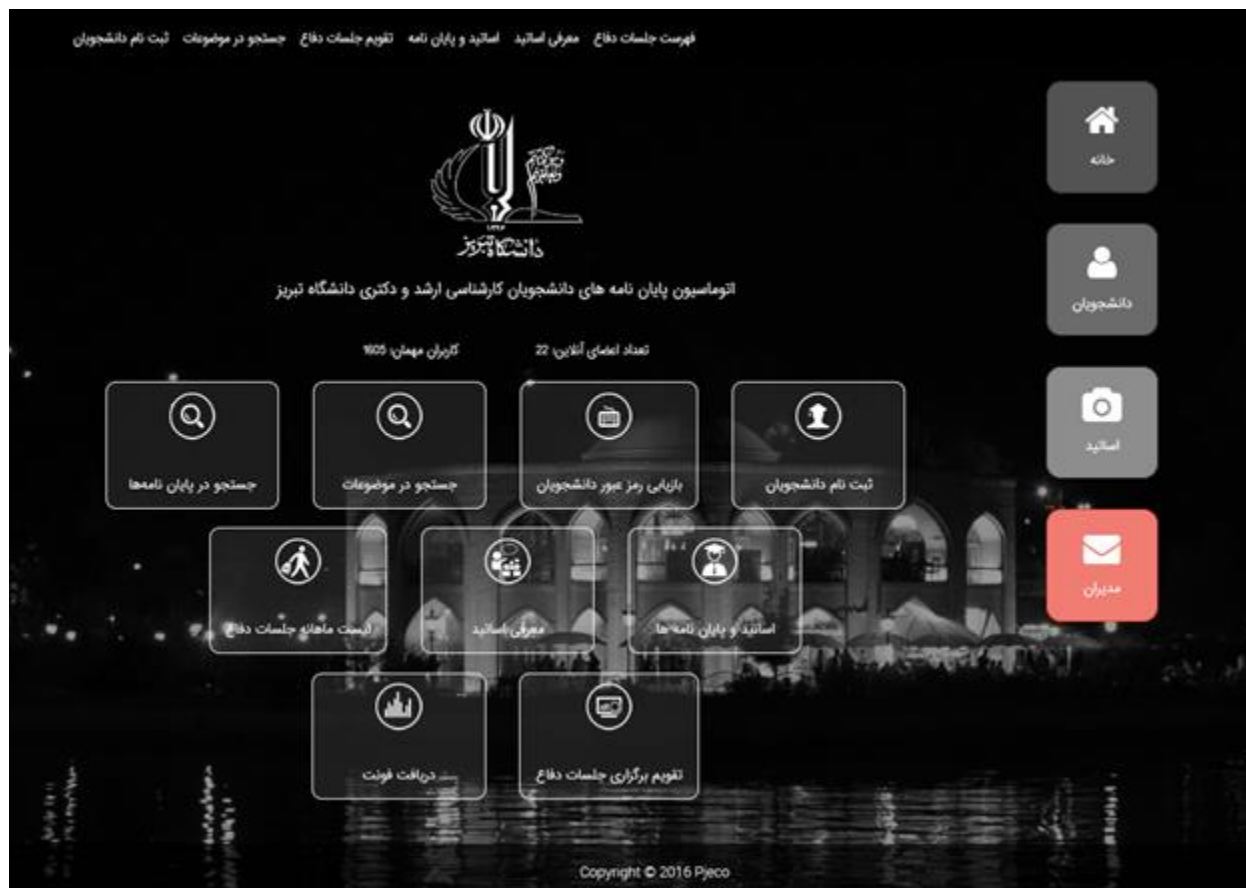 فهرست جلسات دفاع معرفی اساتید اساتید و پایان نامه تقویم جلسات دفاع جستجو در موضوعات ثبت نام دانشجویان
خانه
دانشجویان
اساتید
مدیران
دانشگاه تبریز
اتوماسیون پایان نامه های دانشجویان کارشناسی ارشد و دکتری دانشگاه تبریز
تعداد اعضای آنلاین: 22 کاربران مهمان: 1605
ثبت نام دانشجویان
بازیابی رمز عبور دانشجویان
جستجو در موضوعات
جستجو در پایان نامه‌ها
اساتید و پایان نامه ها
معرفی اساتید
لیست ماهانه جلسات دفاع
تقویم برگزاری جلسات دفاع
دریافت فونت
Copyright © 2016 Pjeco